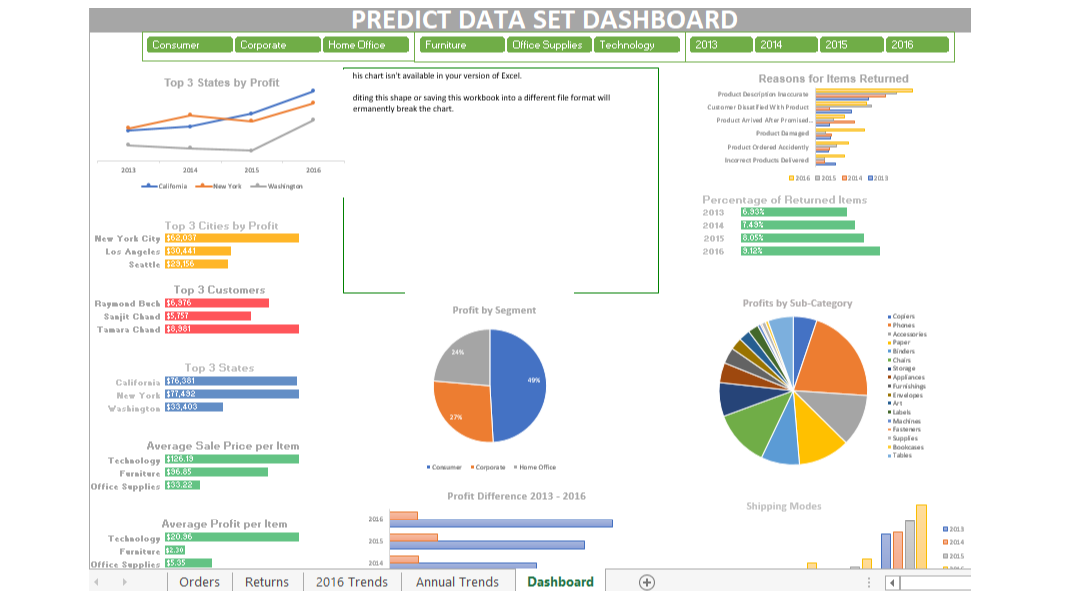 PREDICT DATA SET DASHBOARD
Consumer Corporate Home Office Furniture Office Supplies Technology 2013 2014 2015 2016
Top 3 States by Profit
2013 2014 2015 2016
California New York Washington
his chart isn't available in your version of Excel.
diting this shape or saving this workbook into a different file format will
ermanently break the chart.
Reasons for Items Returned
Product Description Inaccurate
Customer Dissatified With Product
Product Arrived After Promised...
Product Damaged
Product Ordered Accidently
Incorrect Products Delivered
2016 2015 2014 2013
Percentage of Returned Items
2013 6.93%
2014 7.49%
2015 8.05%
2016 9.12%
Top 3 Cities by Profit
New York City
Los Angeles $30,441
Seattle $29,156
Top 3 Customers
Raymond Buch $6,976
Sanjit Chand $5,757
Tamara Chand $8,981
Top 3 States
California $76,381
New York $77,492
Washington $33,403
Average Sale Price per Item
Technology $126.19
Furniture $96.85
Office Supplies
Average Profit per Item
Technology $20.96
Furniture $2.30
Office Supplies $5.35
Profit by Segment
24%
49%
27%
Consumer Corporate Home Office
Profits by Sub-Category
Copiers
Phones
Accessories
Paper
Binders
Chairs
Storage
Appliances
Furnishings
Envelopes
Art
Labels
Machines
Fasteners
Supplies
Bookcases
Tables
Profit Difference 2013 - 2016
2016
2015
2014
Shipping Modes
2013
2014
2015
Orders Returns 2016 Trends Annual Trends Dashboard